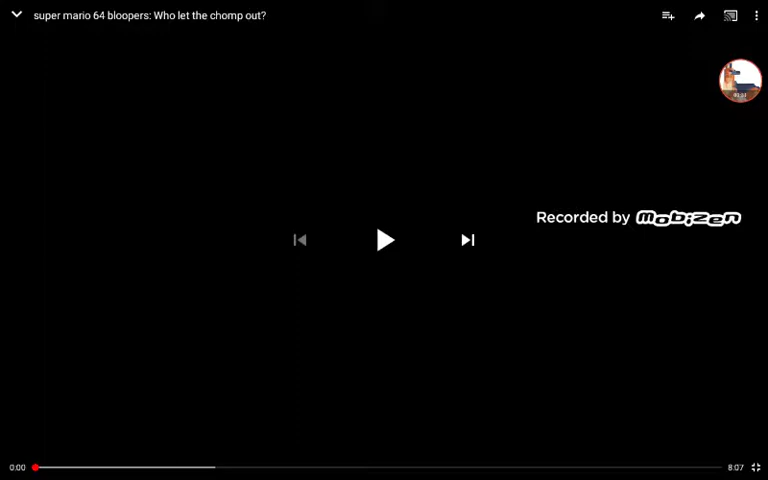 super mario 64 bloopers: Who let the chomp out?
Recorded by mobizen
0:00
8:07